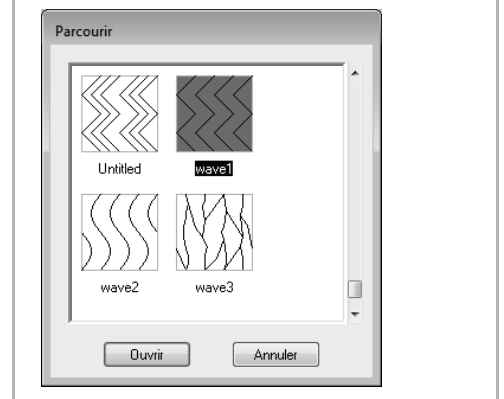 Parcourir
Untitled
wave1
wave2
wave3
Ouvrir
Annuler